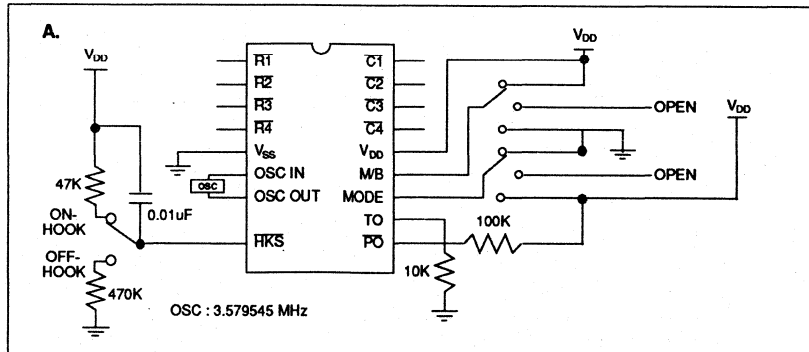 A.
VDD
VDD
VDD
R1
R2
R3
R4
VSS
OSC IN
OSC OUT
HKS
C1
C2
C3
C4
VDD
M/B
MODE
TO
PO
OPEN
OPEN
OSC
47K
0.01uF
ON-
HOOK
OFF-
HOOK
470K
100K
10K
OSC : 3.579545 MHz